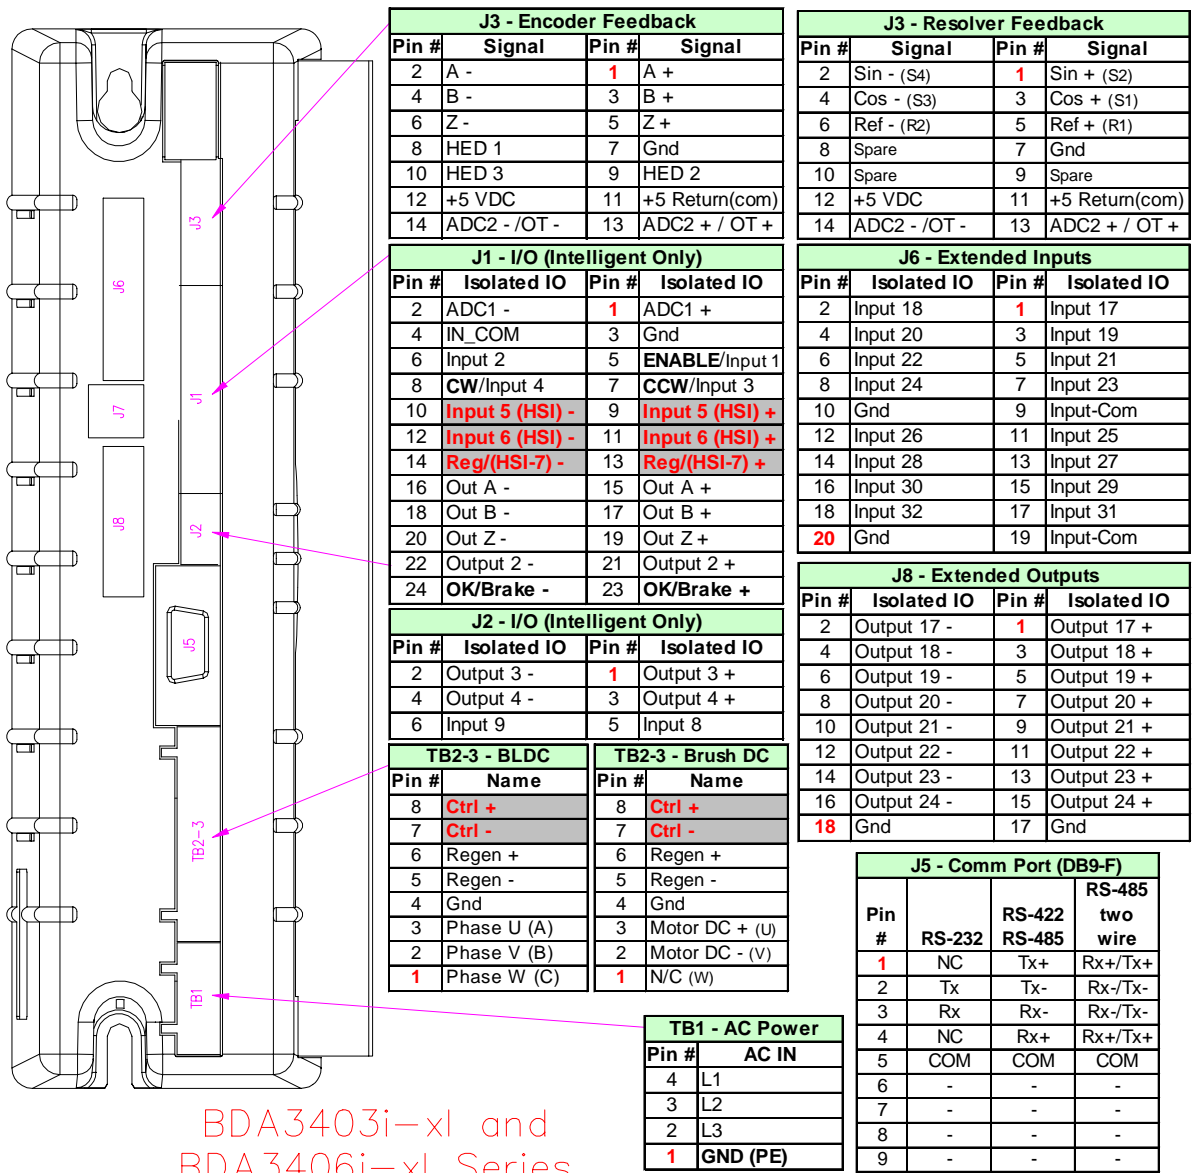 J3 - Encoder Feedback
Pin # Signal Pin # Signal
2 A - 1 A +
4 B - 3 B +
6 Z - 5 Z +
8 HED 1 7 Gnd
10 HED 3 9 HED 2
12 +5 VDC 11 +5 Return(com)
14 ADC2 - /OT - 13 ADC2 + / OT +
J3 - Resolver Feedback
Pin # Signal Pin # Signal
2 Sin - (S4) 1 Sin + (S2)
4 Cos - (S3) 3 Cos + (S1)
6 Ref - (R2) 5 Ref + (R1)
8 Spare 7 Gnd
10 Spare 9 Spare
12 +5 VDC 11 +5 Return(com)
14 ADC2 - /OT - 13 ADC2 + / OT +
J1 - I/O (Intelligent Only)
Pin # Isolated IO Pin # Isolated IO
2 ADC1 - 1 ADC1 +
4 IN_COM 3 Gnd
6 Input 2 5 ENABLE/Input 1
8 CW/Input 4 7 CCW/Input 3
10 Input 5 (HSI) - 9 Input 5 (HSI) +
12 Input 6 (HSI) - 11 Input 6 (HSI) +
14 Reg/(HSI-7) - 13 Reg/(HSI-7) +
16 Out A - 15 Out A +
18 Out B - 17 Out B +
20 Out Z - 19 Out Z +
22 Output 2 - 21 Output 2 +
24 OK/Brake - 23 OK/Brake +
J6 - Extended Inputs
Pin # Isolated IO Pin # Isolated IO
2 Input 18 1 Input 17
4 Input 20 3 Input 19
6 Input 22 5 Input 21
8 Input 24 7 Input 23
10 Gnd 9 Input-Com
12 Input 26 11 Input 25
14 Input 28 13 Input 27
16 Input 30 15 Input 29
18 Input 32 17 Input 31
20 Gnd 19 Input-Com
J2 - I/O (Intelligent Only)
Pin # Isolated IO Pin # Isolated IO
2 Output 3 - 1 Output 3 +
4 Output 4 - 3 Output 4 +
6 Input 9 5 Input 8
J8 - Extended Outputs
Pin # Isolated IO Pin # Isolated IO
2 Output 17 - 1 Output 17 +
4 Output 18 - 3 Output 18 +
6 Output 19 - 5 Output 19 +
8 Output 20 - 7 Output 20 +
10 Output 21 - 9 Output 21 +
12 Output 22 - 11 Output 22 +
14 Output 23 - 13 Output 23 +
16 Output 24 - 15 Output 24 +
18 Gnd 17 Gnd
TB2-3 - BLDC
Pin # Name
8 Ctrl +
7 Ctrl -
6 Regen +
5 Regen -
4 Gnd
3 Phase U (A)
2 Phase V (B)
1 Phase W (C)
TB2-3 - Brush DC
Pin # Name
8 Ctrl +
7 Ctrl -
6 Regen +
5 Regen -
4 Gnd
3 Motor DC + (U)
2 Motor DC - (V)
1 N/C (W)
J5 - Comm Port (DB9-F)
RS-485
Pin RS-422 two
# RS-232 RS-485 wire
1 NC Tx+ Rx+/Tx+
2 Tx Tx- Rx-/Tx-
3 Rx Rx- Rx-/Tx-
4 NC Rx+ Rx+/Tx+
5 COM COM COM
6 - - -
7 - - -
8 - - -
9 - - -
TB1 - AC Power
Pin # AC IN
4 L1
3 L2
2 L3
1 GND (PE)
J3
J6
J1
J7
J2
J8
J5
TB2-3
TB1
BDA3403i-xl and
BDA3406i-xl Series